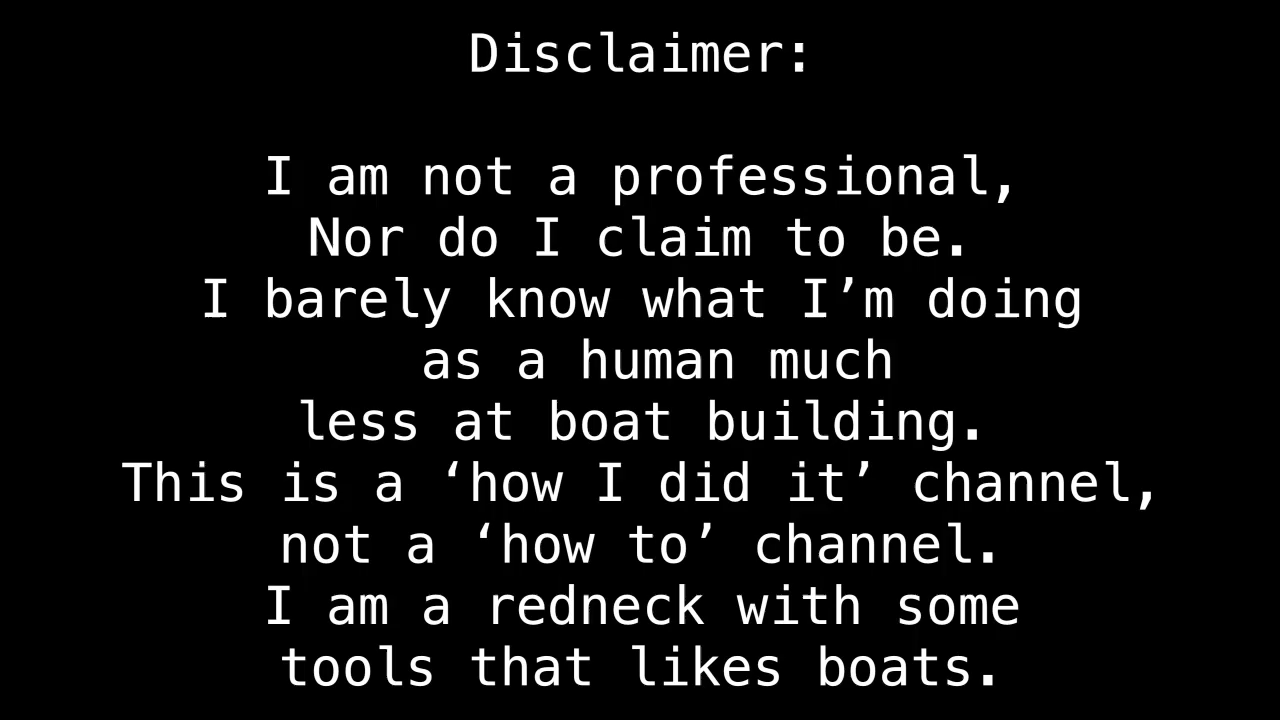 Disclaimer:
I am not a professional,
Nor do I claim to be.
I barely know what I’m doing
as a human much
less at boat building.
This is a ‘how I did it’ channel,
not a ‘how to’ channel.
I am a redneck with some
tools that likes boats.